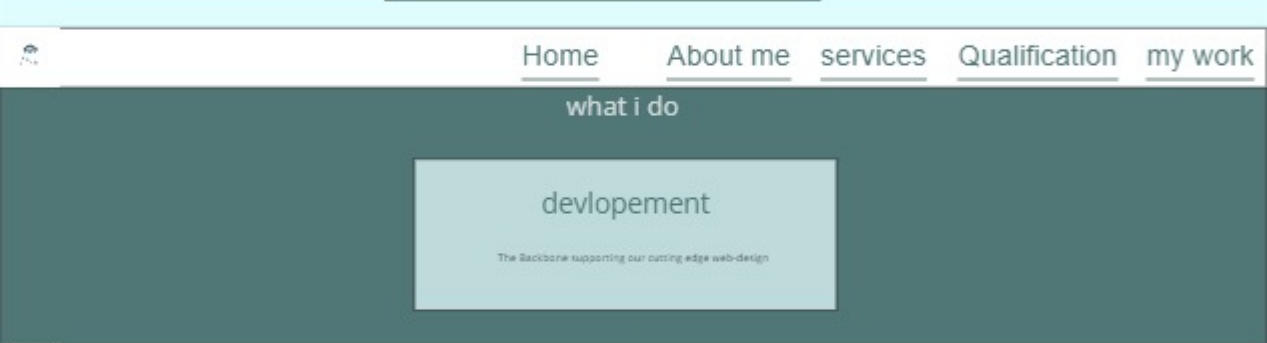 Home About me services Qualification my work
what i do
devlopement
The Backbone supporting our cutting edge web-design